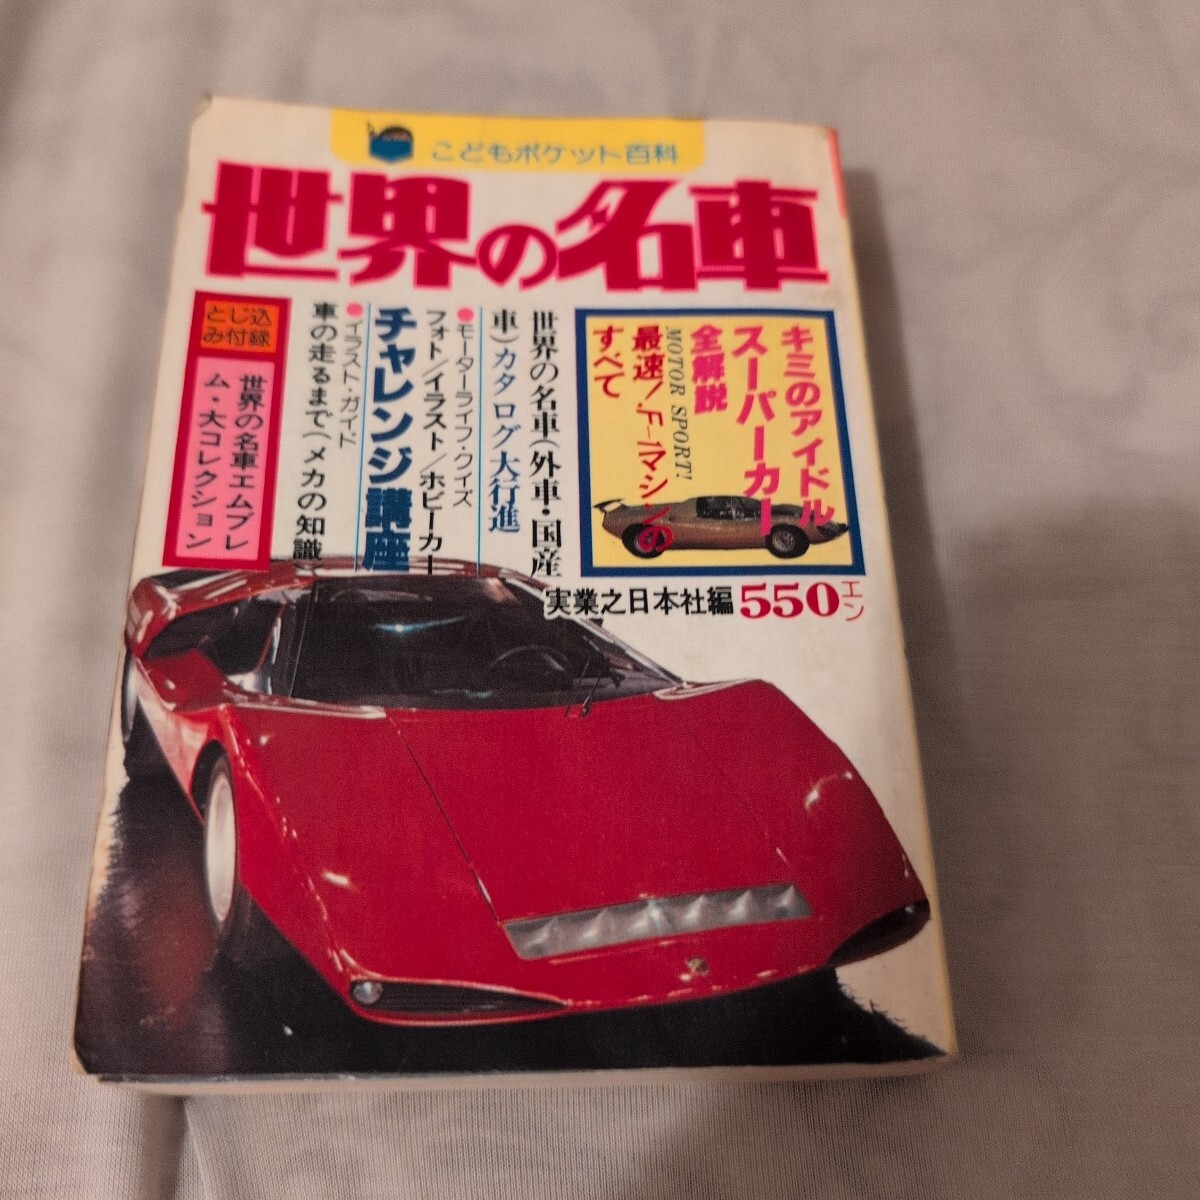 こどもポケット百科
世界の名車
キミのアイドル
スーパーカー
全解説
MOTOR SPORT!
最速!F-1マシンの
すべて
世界の名車(外車・国産
車)カタログ大行進
●モーターライフ・クイズ
フォト/イラスト/ホビーカー
チャレンジ講座
●イラスト・ガイド
車の走るまで(メカの知識
とじ込
み付録
世界の名車エムブレ
ム・大コレクション
実業之日本社編 550エン